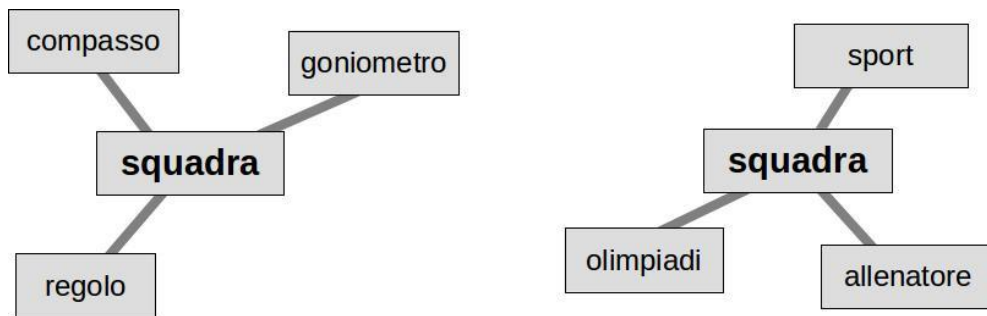 compasso
goniometro
squadra
regolo
sport
squadra
olimpiadi
allenatore